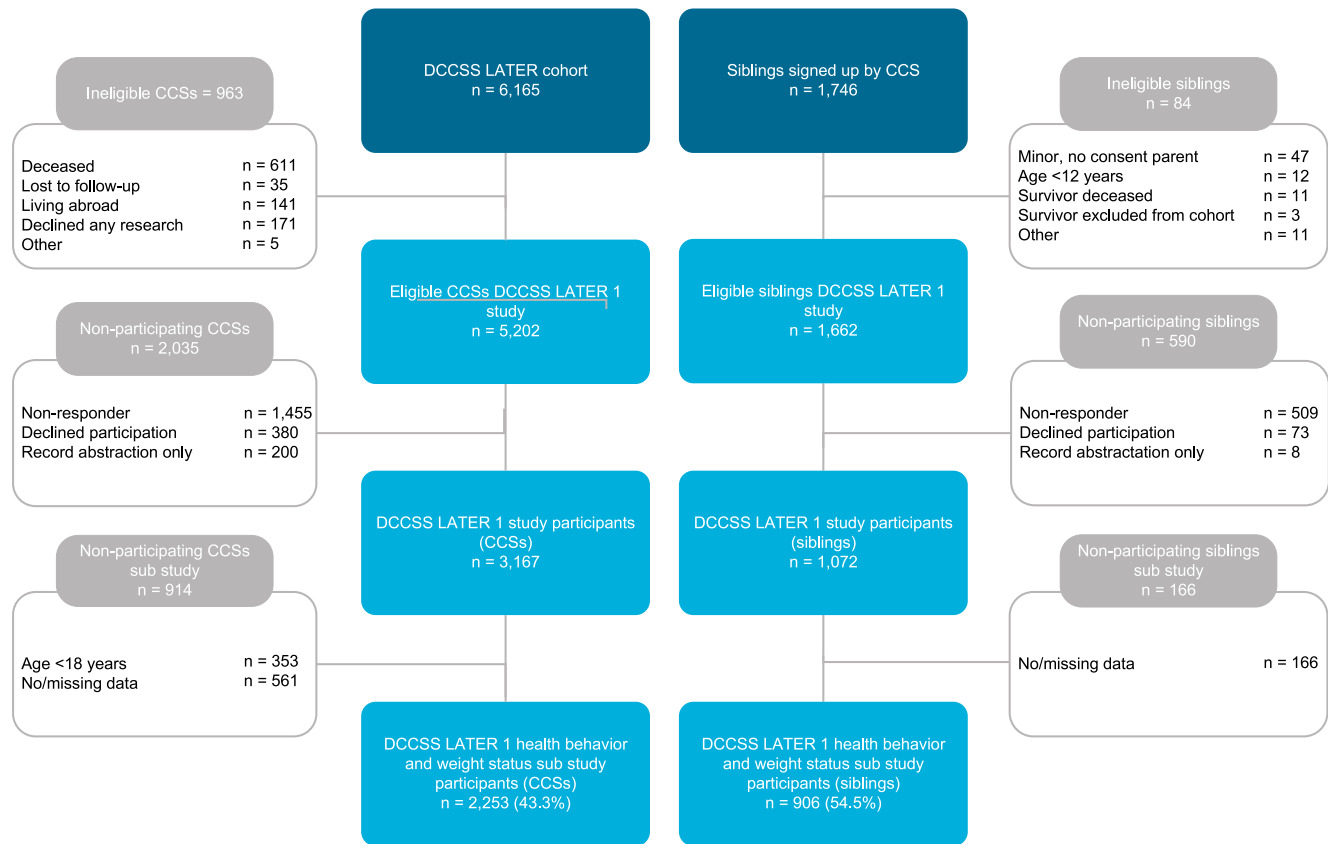 DCCSS LATER cohort
n = 6,165
Siblings signed up by CCS
n = 1,746
Ineligible CCSs = 963
Deceased n = 611
Lost to follow-up n = 35
Living abroad n = 141
Declined any research n = 171
Other n = 5
Ineligible siblings
n = 84
Minor, no consent parent n = 47
Age <12 years n = 12
Survivor deceased n = 11
Survivor excluded from cohort n = 3
Other n = 11
Eligible CCSs DCCSS LATER 1
study
n = 5,202
Eligible siblings DCCSS LATER 1
study
n = 1,662
Non-participating CCSs
n = 2,035
Non-responder n = 1,455
Declined participation n = 380
Record abstraction only n = 200
Non-participating siblings
n = 590
Non-responder n = 509
Declined participation n = 73
Record abstractation only n = 8
DCCSS LATER 1 study participants
(CCSs)
n = 3,167
DCCSS LATER 1 study participants
(siblings)
n = 1,072
Non-participating CCSs
sub study
n = 914
Age <18 years n = 353
No/missing data n = 561
Non-participating siblings
sub study
n = 166
No/missing data n = 166
DCCSS LATER 1 health behavior
and weight status sub study
participants (CCSs)
n = 2,253 (43.3%)
DCCSS LATER 1 health behavior
and weight status sub study
participants (siblings)
n = 906 (54.5%)